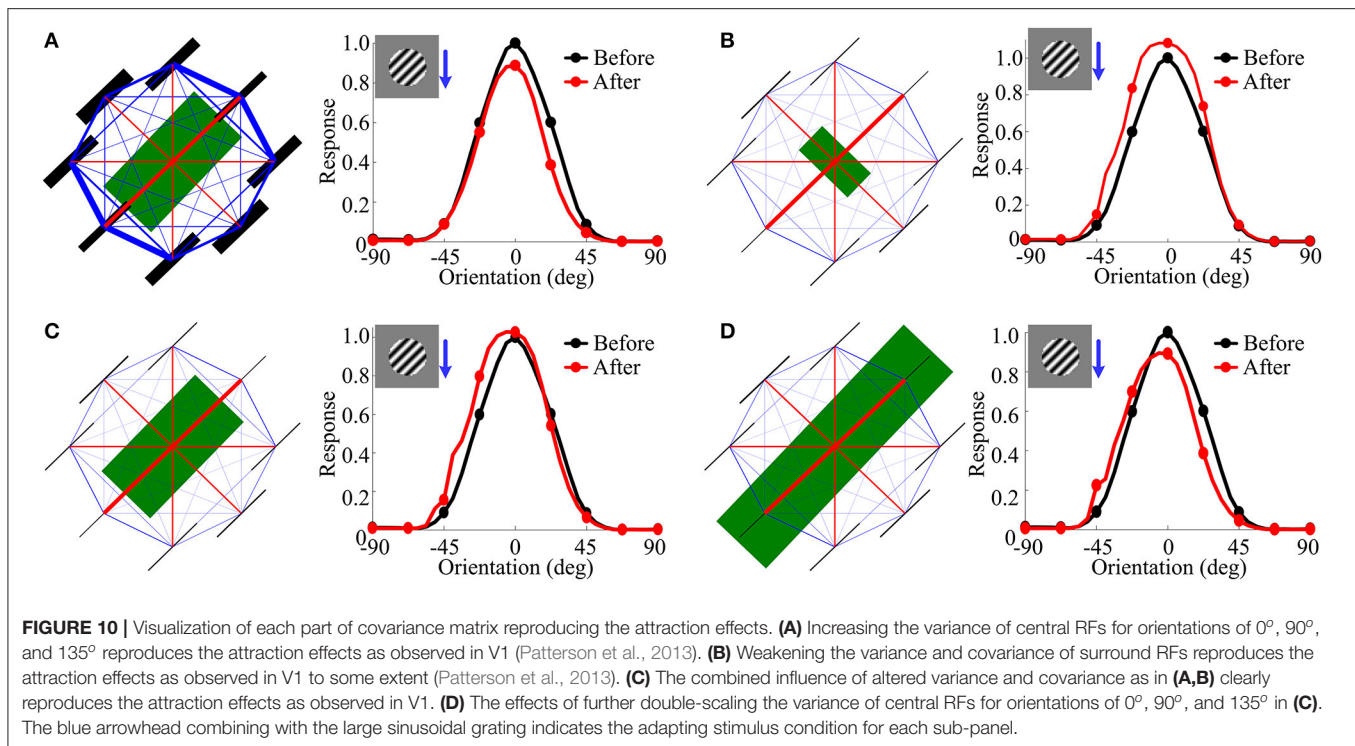 A
1.0
0.8
0.6
0.4
0.2
0
Response
Before
After
-90
-45
0
45
90
Orientation (deg)
B
1.0
0.8
0.6
0.4
0.2
0
Response
Before
After
-90
-45
0
45
90
Orientation (deg)
C
1.0
0.8
0.6
0.4
0.2
0
Response
Before
After
-90
-45
0
45
90
Orientation (deg)
D
1.0
0.8
0.6
0.4
0.2
0
Response
Before
After
-90
-45
0
45
90
Orientation (deg)
FIGURE 10 | Visualization of each part of covariance matrix reproducing the attraction effects. (A) Increasing the variance of central RFs for orientations of 0°, 90°,
and 135° reproduces the attraction effects as observed in V1 (Patterson et al., 2013). (B) Weakening the variance and covariance of surround RFs reproduces the
attraction effects as observed in V1 to some extent (Patterson et al., 2013). (C) The combined influence of altered variance and covariance as in (A,B) clearly
reproduces the attraction effects as observed in V1. (D) The effects of further double-scaling the variance of central RFs for orientations of 0°, 90°, and 135° in (C).
The blue arrowhead combining with the large sinusoidal grating indicates the adapting stimulus condition for each sub-panel.